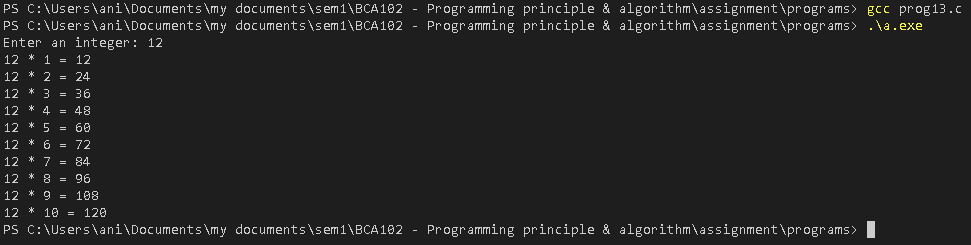 PS C:\Users\ani\Documents\my documents\sem1\BCA102 - Programming principle & algorithm\assignment\programs> gcc prog13.c
PS C:\Users\ani\Documents\my documents\sem1\BCA102 - Programming principle & algorithm\assignment\programs> .\a.exe
Enter an integer: 12
12 * 1 = 12
12 * 2 = 24
12 * 3 = 36
12 * 4 = 48
12 * 5 = 60
12 * 6 = 72
12 * 7 = 84
12 * 8 = 96
12 * 9 = 108
12 * 10 = 120
PS C:\Users\ani\Documents\my documents\sem1\BCA102 - Programming principle & algorithm\assignment\programs>